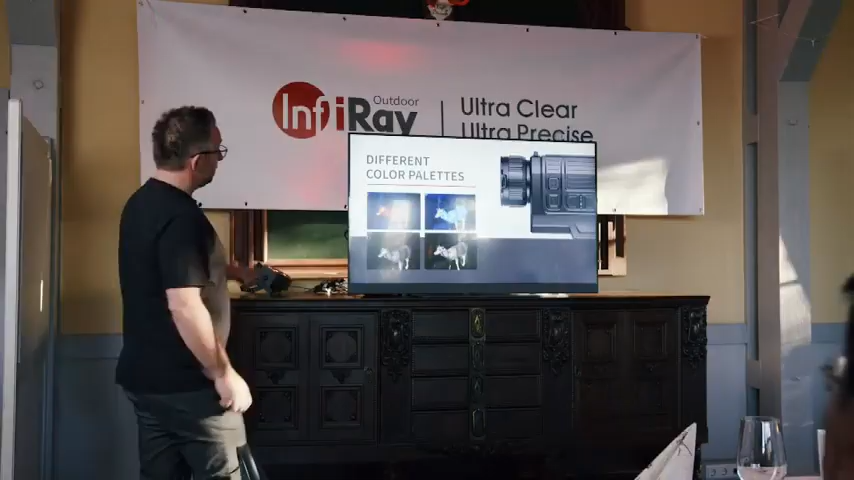 InfiRay
Outdoor
Ultra Clear
Ultra Precise
DIFFERENT
COLOR PALETTES